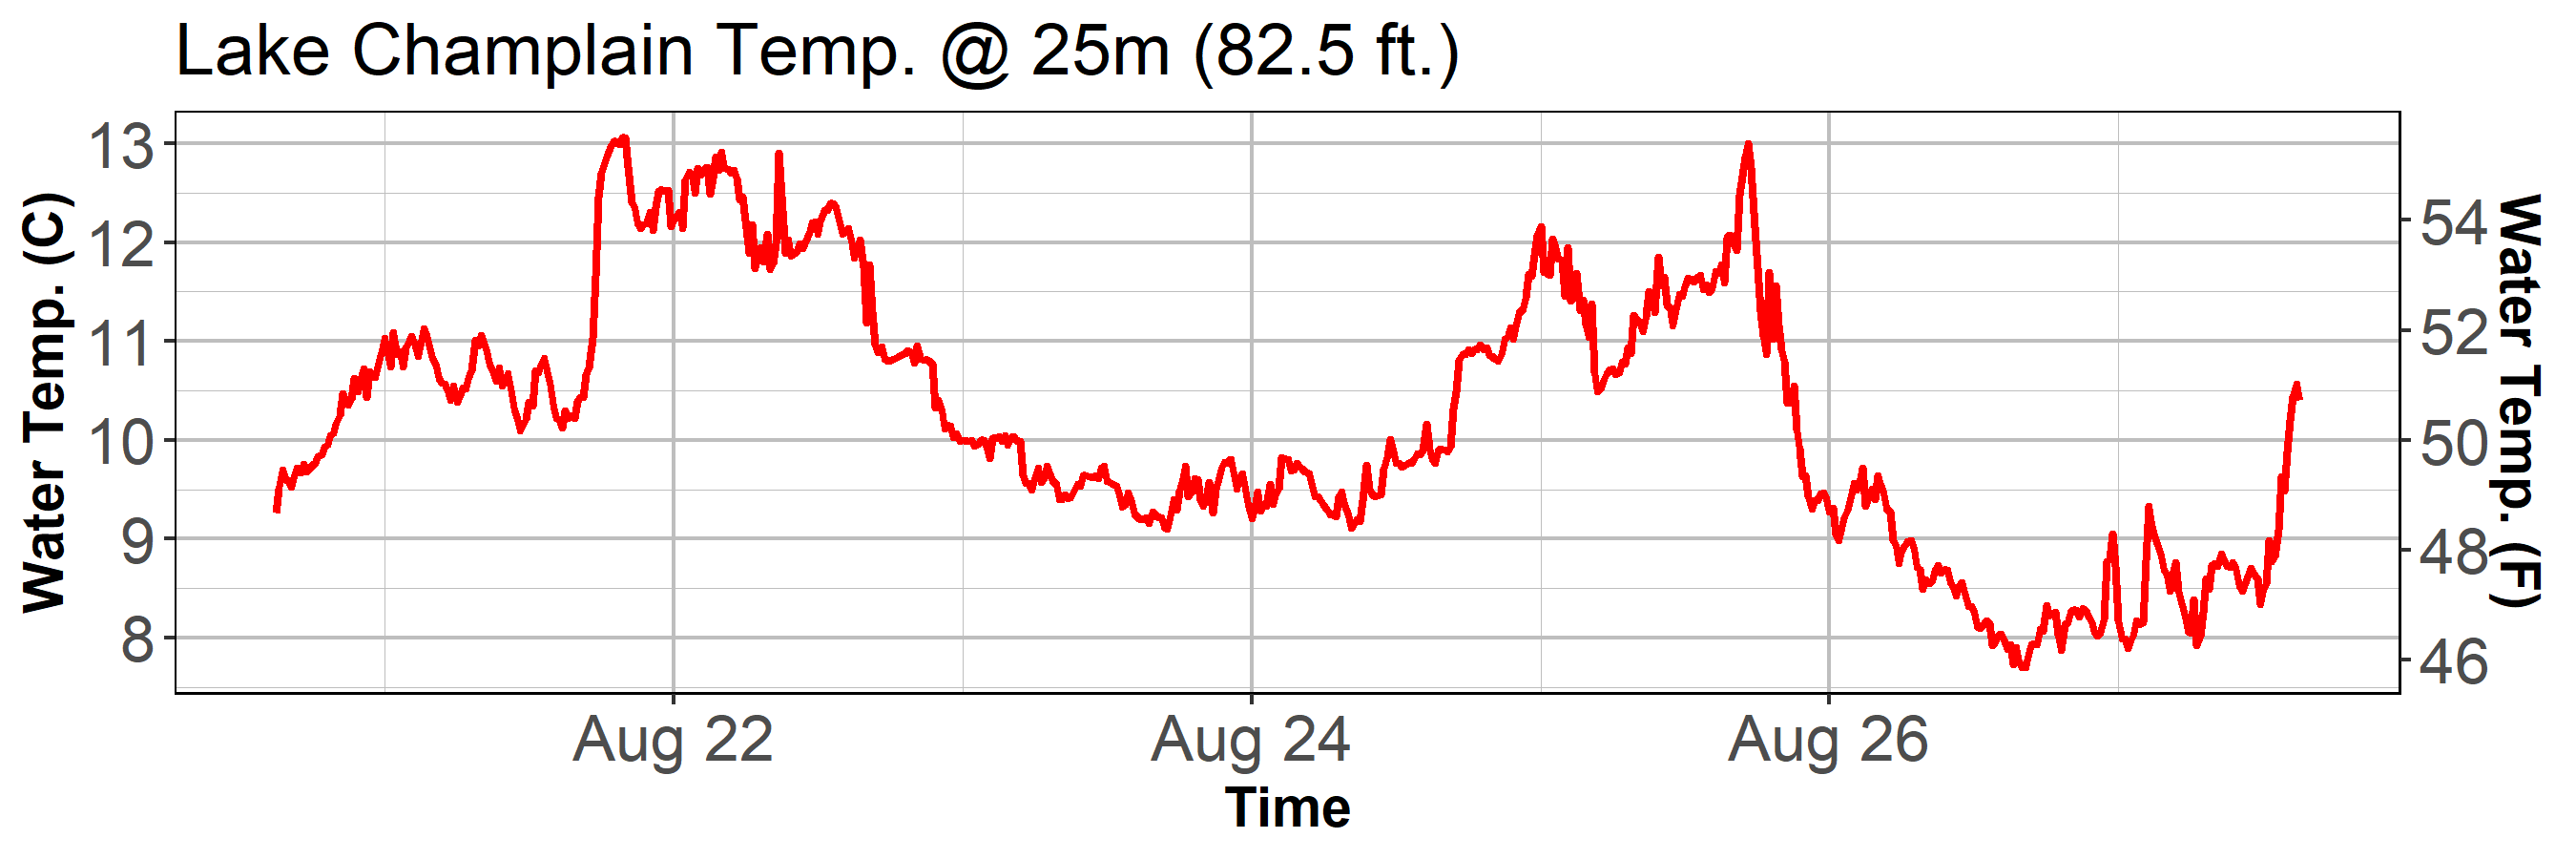 Lake Champlain Temp. @ 25m (82.5 ft.)
Water Temp. (C)
13
12
11
10
9
8
54
52
50
48
46
Water Temp. (F)
Aug 22 Aug 24 Aug 26
Time